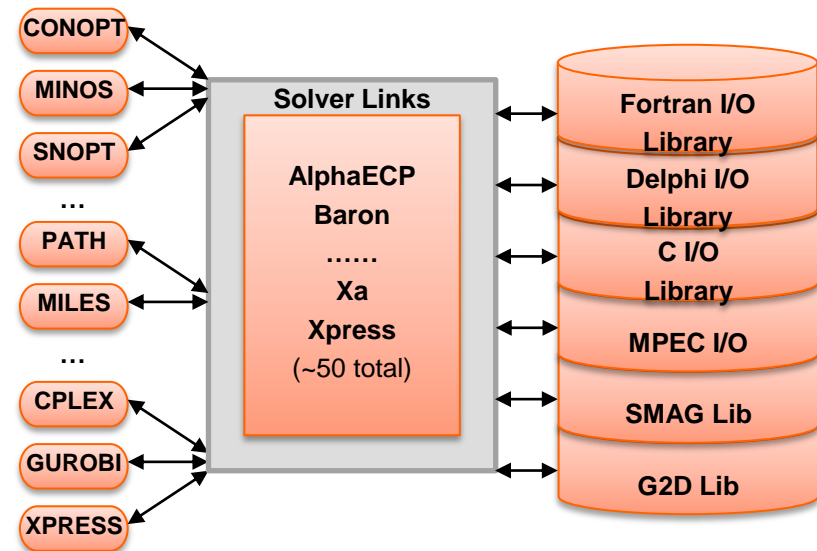 CONOPT
MINOS
SNOPT
...
PATH
MILES
...
CPLEX
GUROBI
XPRESS
Solver Links
AlphaECP
Baron
......
Xa
Xpress
(~50 total)
Fortran I/O
Library
Delphi I/O
Library
C I/O
Library
MPEC I/O
SMAG Lib
G2D Lib